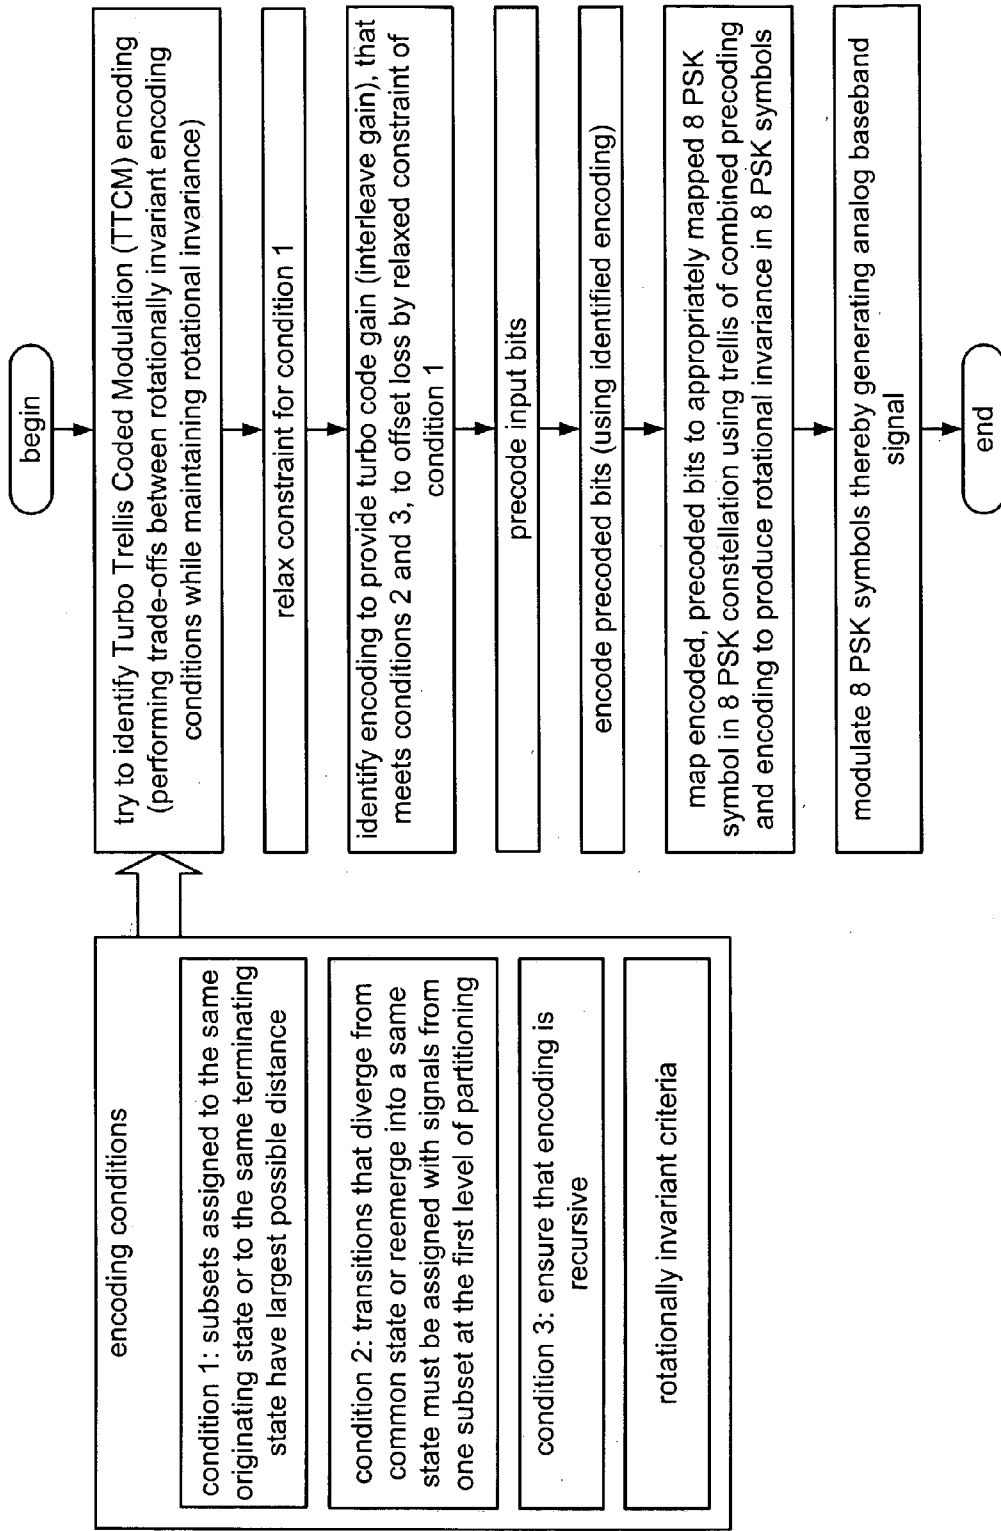 begin
try to identify Turbo Trellis Coded Modulation (TTCM) encoding
(performing trade-offs between rotationally invariant encoding
conditions while maintaining rotational invariance)
relax constraint for condition 1
identify encoding to provide turbo code gain (interleave gain), that
meets conditions 2 and 3, to offset loss by relaxed constraint of
condition 1
precode input bits
encode precoded bits (using identified encoding)
map encoded, precoded bits to appropriately mapped 8 PSK
symbol in 8 PSK constellation using trellis of combined precoding
and encoding to produce rotational invariance in 8 PSK symbols
modulate 8 PSK symbols thereby generating analog baseband
signal
end
encoding conditions
condition 1: subsets assigned to the same
originating state or to the same terminating
state have largest possible distance
condition 2: transitions that diverge from
common state or reemerge into a same
state must be assigned with signals from
one subset at the first level of partitioning
condition 3: ensure that encoding is
recursive
rotationally invariant criteria